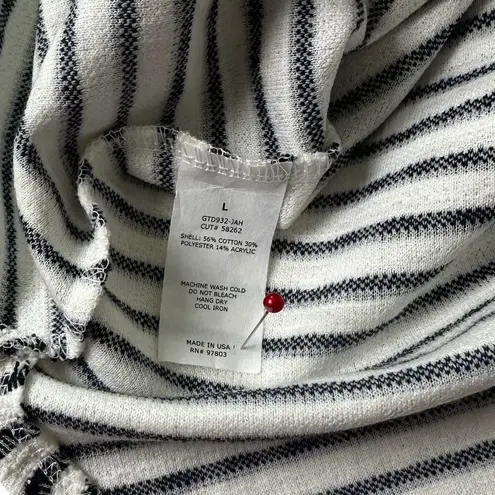 L
GTD932-JAH
CUT# 58262
SHELL: 56% COTTON 30%
POLYESTER 14% ACRYLIC
MACHINE WASH COLD
DO NOT BLEACH
HANG DRY
COOL IRON
MADE IN USA
RN# 97803